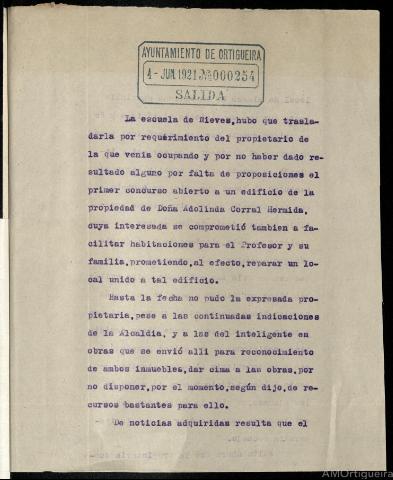 AYUNTAMIENTO DE ORTIGUEIRA
4-JUN.1921 Nº 000254
SALIDA
La escuela de Nieves,hubo que trasla-
darla por requerimiento del propietario de
la que venia ocupando y por no haber dado re-
sultado alguno por falta de proposiciones el
primer concurso abierto a un edificio de la
propiedad de Doña Adolinda Corral Hermida,
cuya interesada se comprometió tambien a fa-
cilitar habitaciones para el Profesor y su
familia,prometiendo,al efecto,reparar un lo-
cal unido a tal edificio.
Hasta la fecha no pudo la expresada pro-
pietaria,pese a las continuadas indicaciones
de la Alcaldia, y a las del inteligente en
obras que se envió alli para reconocimiento
de ambos inmuebles,dar cima a las obras,por
no disponer,por el momento,según dijo,de re-
cursos bastantes para ello.
De noticias adquiridas resulta que el
AMOrtigueira